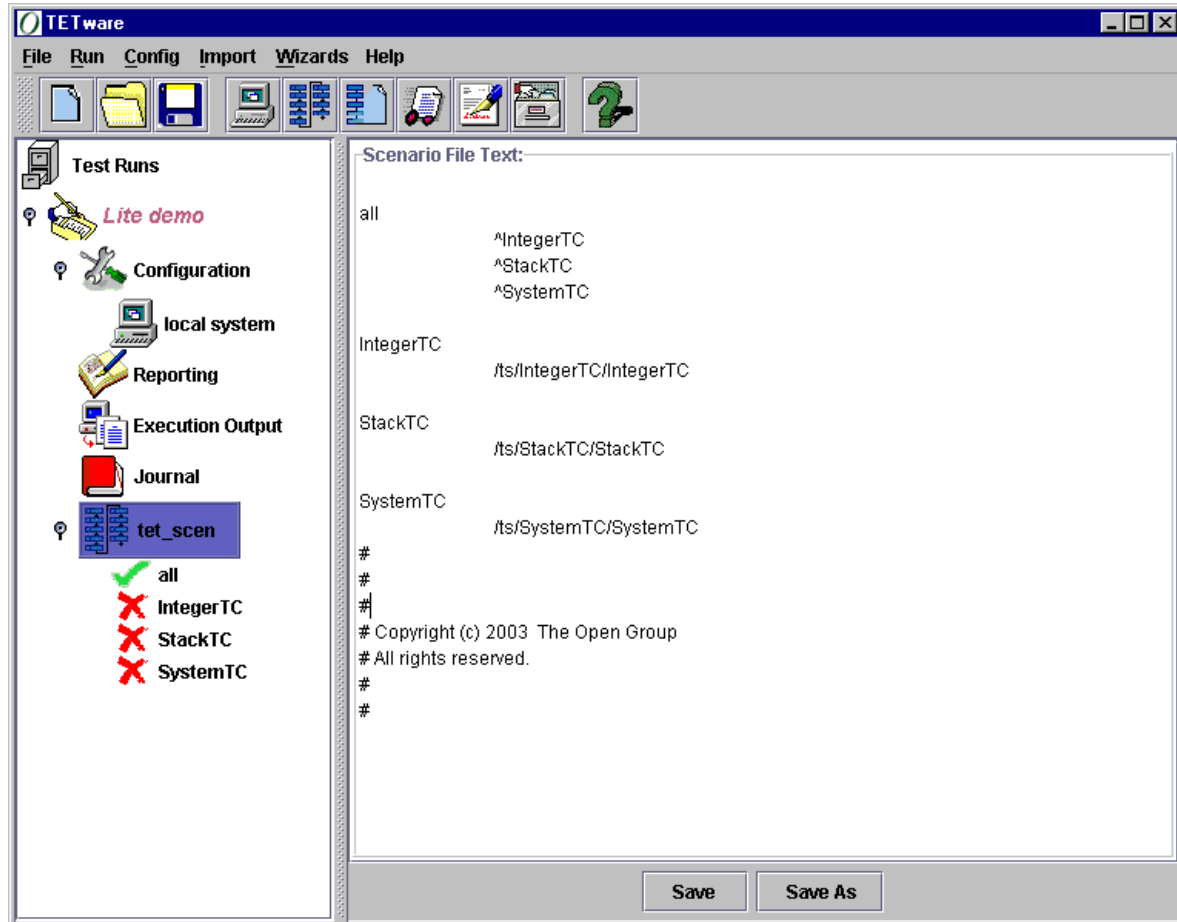 TETware
File Run Config Import Wizards Help
Test Runs
Lite demo
Configuration
local system
Reporting
Execution Output
Journal
tet_scen
all
IntegerTC
StackTC
SystemTC
Scenario File Text:
all
^IntegerTC
^StackTC
^SystemTC
IntegerTC
/ts/IntegerTC/IntegerTC
StackTC
/ts/StackTC/StackTC
SystemTC
/ts/SystemTC/SystemTC
#
#
#
# Copyright (c) 2003 The Open Group
# All rights reserved.
#
#
Save Save As